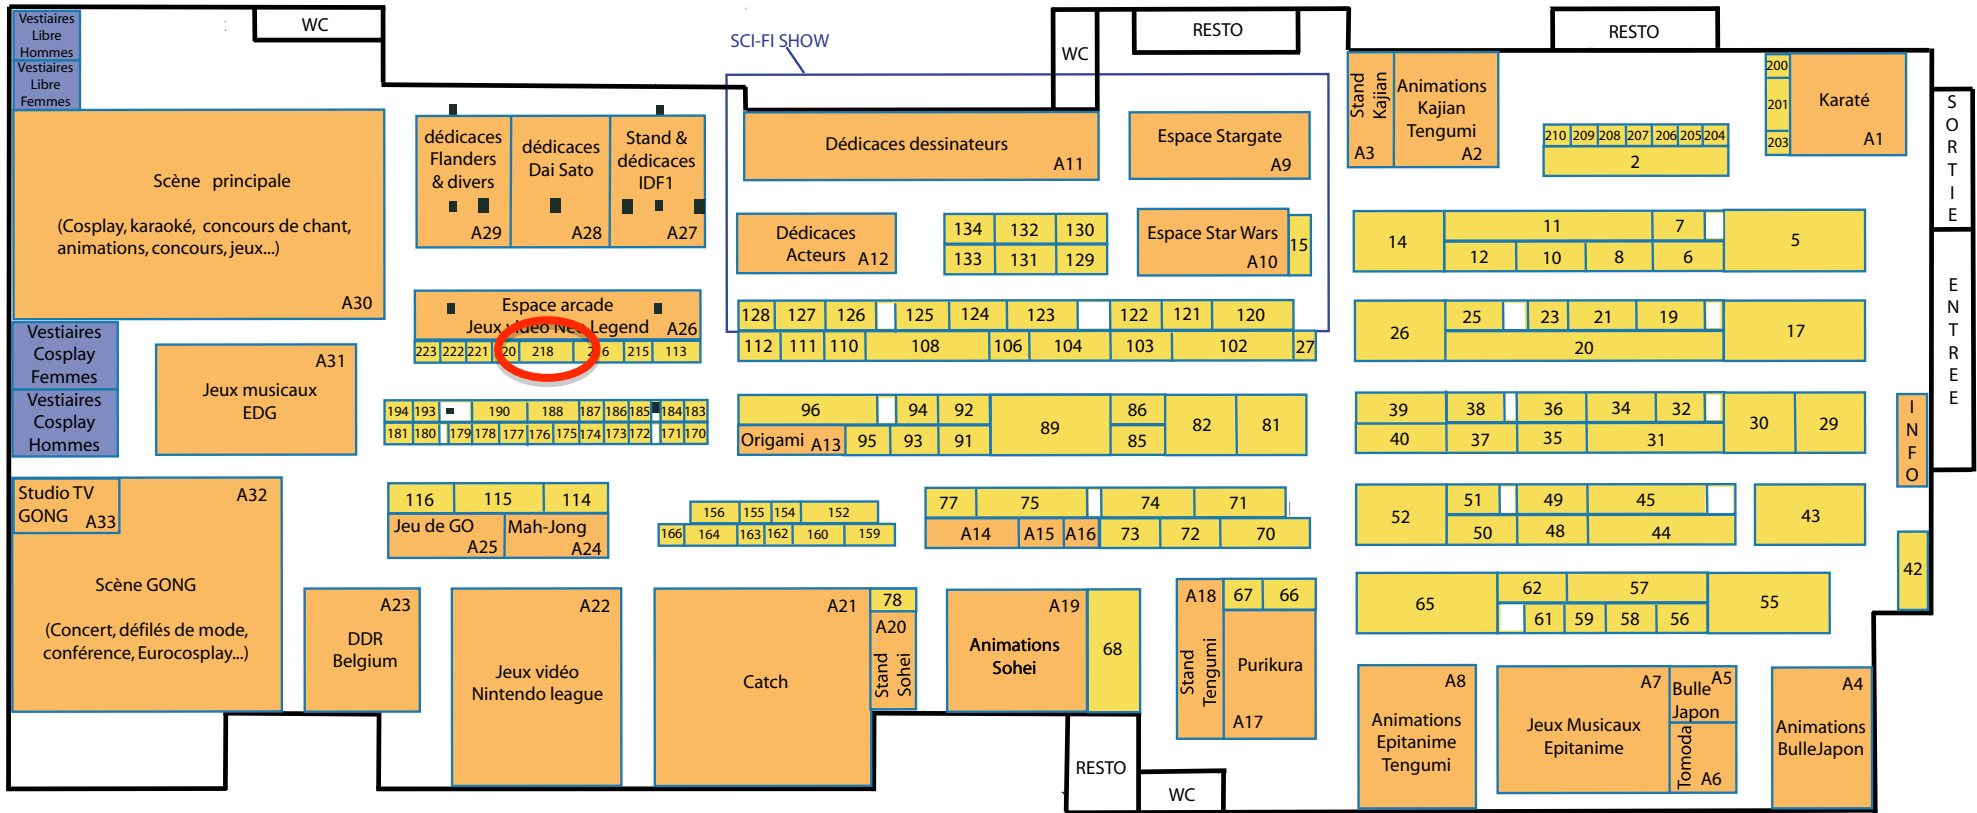 Vestiaires
Libre
Hommes
Vestiaires
Libre
Femmes
WC
SCI-FI SHOW
WC
RESTO
RESTO
Scène principale
(Cosplay, karaoké, concours de chant,
animations, concours, jeux...)
A30
dédicaces
Flanders
& divers
A29
dédicaces
Dai Sato
A28
Stand &
dédicaces
IDF1
A27
Dédicaces dessinateurs
A11
Espace Stargate
A9
Stand
Kajian
A3
Animations
Kajian
Tengumi
A2
200
201
203
Karaté
A1
SORTIE
210 209 208 207 206 205 204
2
Dédicaces
Acteurs A12
134 132 130
133 131 129
Espace Star Wars
A10
15
14
11 7
12 10 8 6
5
ENTREE
Espace arcade
Jeux vidéo Neo Legend A26
223 222 221 218 215 113
128 127 126 125 124 123 122 121 120
112 111 110 108 106 104 103 102 27
26
25 23 21 19
20
17
Vestiaires
Cosplay
Femmes
Vestiaires
Cosplay
Hommes
A31
Jeux musicaux
EDG
194 193 190 188 187 186 185 184 183
181 180 179 178 177 176 175 174 173 172 171 170
96 94 92
Origami A13 95 93 91
89
86
85
82 81
39 38 36 34 32
40 37 35 31
30 29
INFO
Studio TV
GONG A33
A32
Scène GONG
(Concert, défilés de mode,
conférence, Eurocosplay...)
116 115 114
Jeu de GO
A25
Mah-Jong
A24
156 155 154 152
166 164 163 162 160 159
77 75 74 71
A14 A15 A16 73 72 70
52
51 49 45
50 48 44
43
42
A23
DDR
Belgium
A22
Jeux vidéo
Nintendo league
A21
Catch
78
A20
Stand
Sohei
A19
Animations
Sohei
68
A18
Stand
Tengumi
67 66
Purikura
A17
65
62 57
61 59 58 56
55
A8
Animations
Epitanime
Tengumi
A7
Jeux Musicaux
Epitanime
A5
Bulle
Japon
Tomoda
A6
A4
Animations
BulleJapon
RESTO
WC